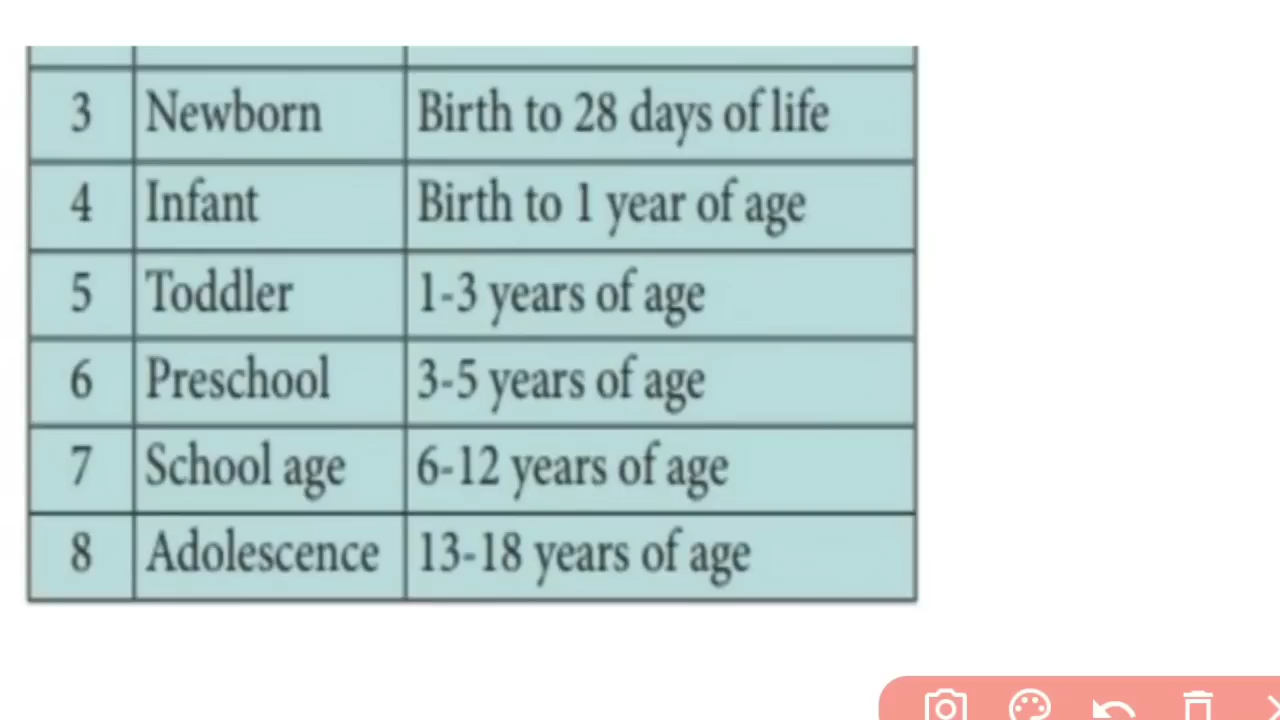 3 Newborn Birth to 28 days of life
4 Infant Birth to 1 year of age
5 Toddler 1-3 years of age
6 Preschool 3-5 years of age
7 School age 6-12 years of age
8 Adolescence 13-18 years of age